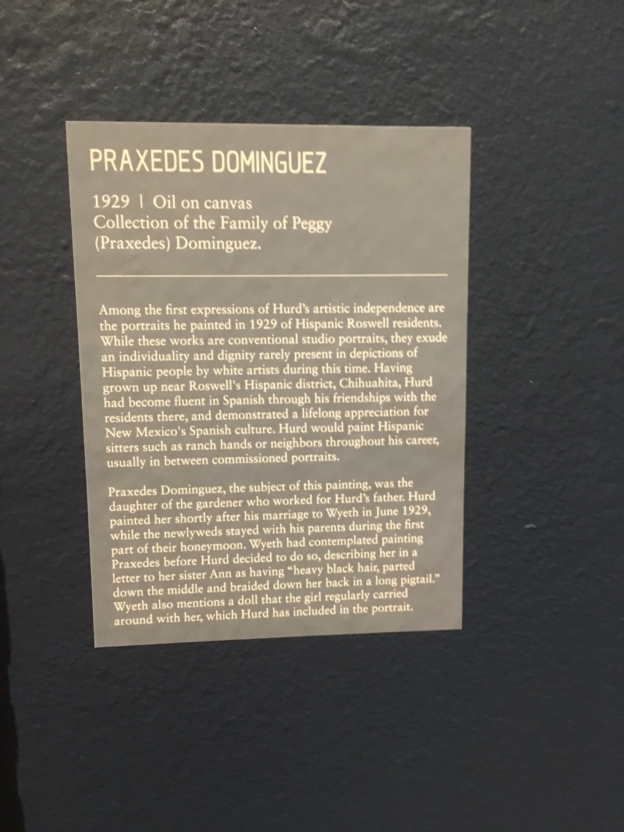 PRAXEDES DOMINGUEZ
1929 | Oil on canvas
Collection of the Family of Peggy
(Praxedes) Dominguez.
Among the first expressions of Hurd's artistic independence are
the portraits he painted in 1929 of Hispanic Roswell residents.
While these works are conventional studio portraits, they exude
an individuality and dignity rarely present in depictions of
Hispanic people by white artists during this time. Having
grown up near Roswell's Hispanic district, Chihuahita, Hurd
had become fluent in Spanish through his friendships with the
residents there, and demonstrated a lifelong appreciation for
New Mexico's Spanish culture. Hurd would paint Hispanic
sitters such as ranch hands or neighbors throughout his career,
usually in between commissioned portraits.
Praxedes Dominguez, the subject of this painting, was the
daughter of the gardener who worked for Hurd's father. Hurd
painted her shortly after his marriage to Wyeth in June 1929,
while the newlyweds stayed with his parents during the first
part of their honeymoon. Wyeth had contemplated painting
Praxedes before Hurd decided to do so, describing her in a
letter to her sister Ann as having "heavy black hair, parted
down the middle and braided down her back in a long pigtail."
Wyeth also mentions a doll that the girl regularly carried
around with her, which Hurd has included in the portrait.